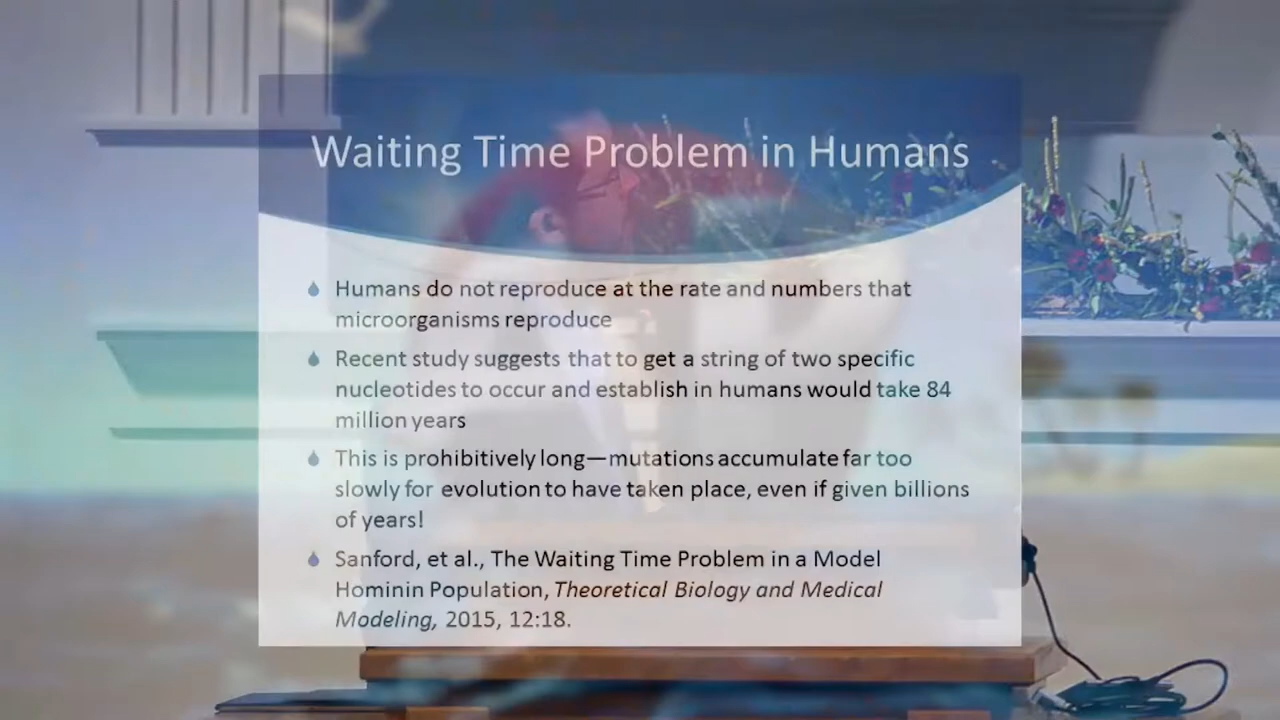 Waiting Time Problem in Humans
Humans do not reproduce at the rate and numbers that
microorganisms reproduce
Recent study suggests that to get a string of two specific
nucleotides to occur and establish in humans would take 84
million years
This is prohibitively long—mutations accumulate far too
slowly for evolution to have taken place, even if given billions
of years!
Sanford, et al., The Waiting Time Problem in a Model
Hominin Population, Theoretical Biology and Medical
Modeling, 2015, 12:18.